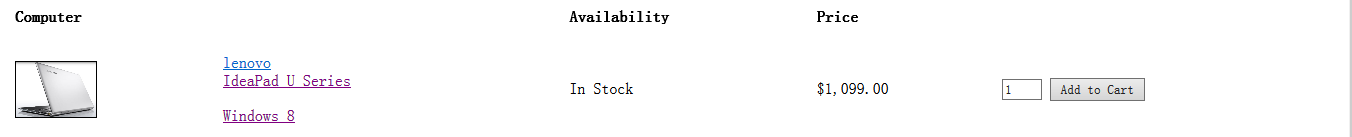 Computer Availability Price
lenovo
IdeaPad U Series
In Stock $1,099.00 1 Add to Cart
Windows 8